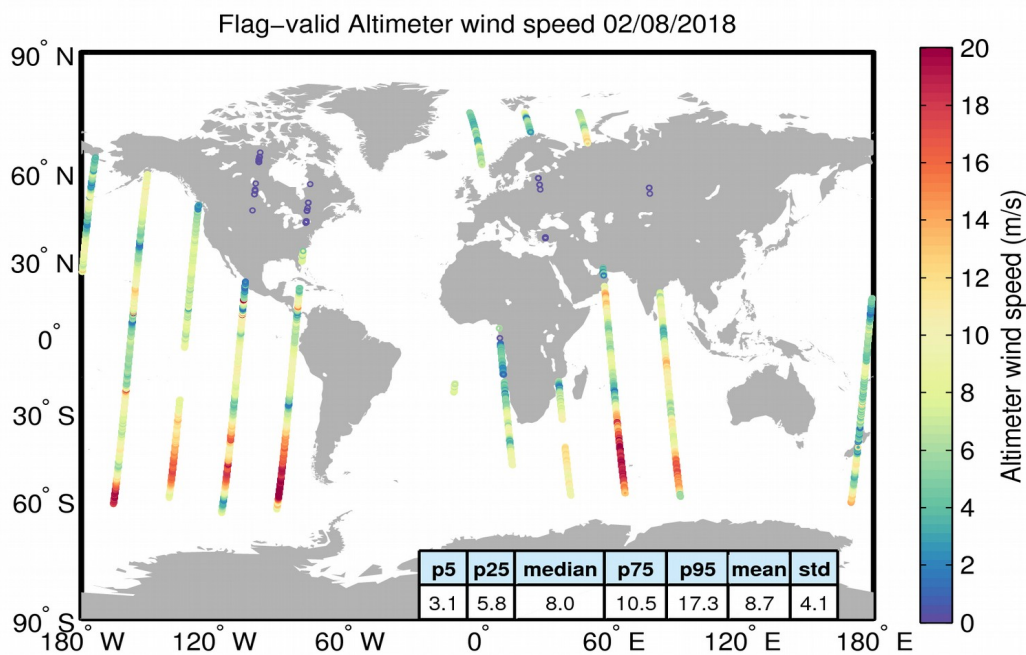 Flag-valid Altimeter wind speed 02/08/2018
90° N
60° N
30° N
0°
30° S
60° S
90° S
180° W
120° W
60° W
0°
60° E
120° E
180° E
p5 p25 median p75 p95 mean std
3.1 5.8 8.0 10.5 17.3 8.7 4.1
20
18
16
14
12
10
8
6
4
2
0
Altimeter wind speed (m/s)